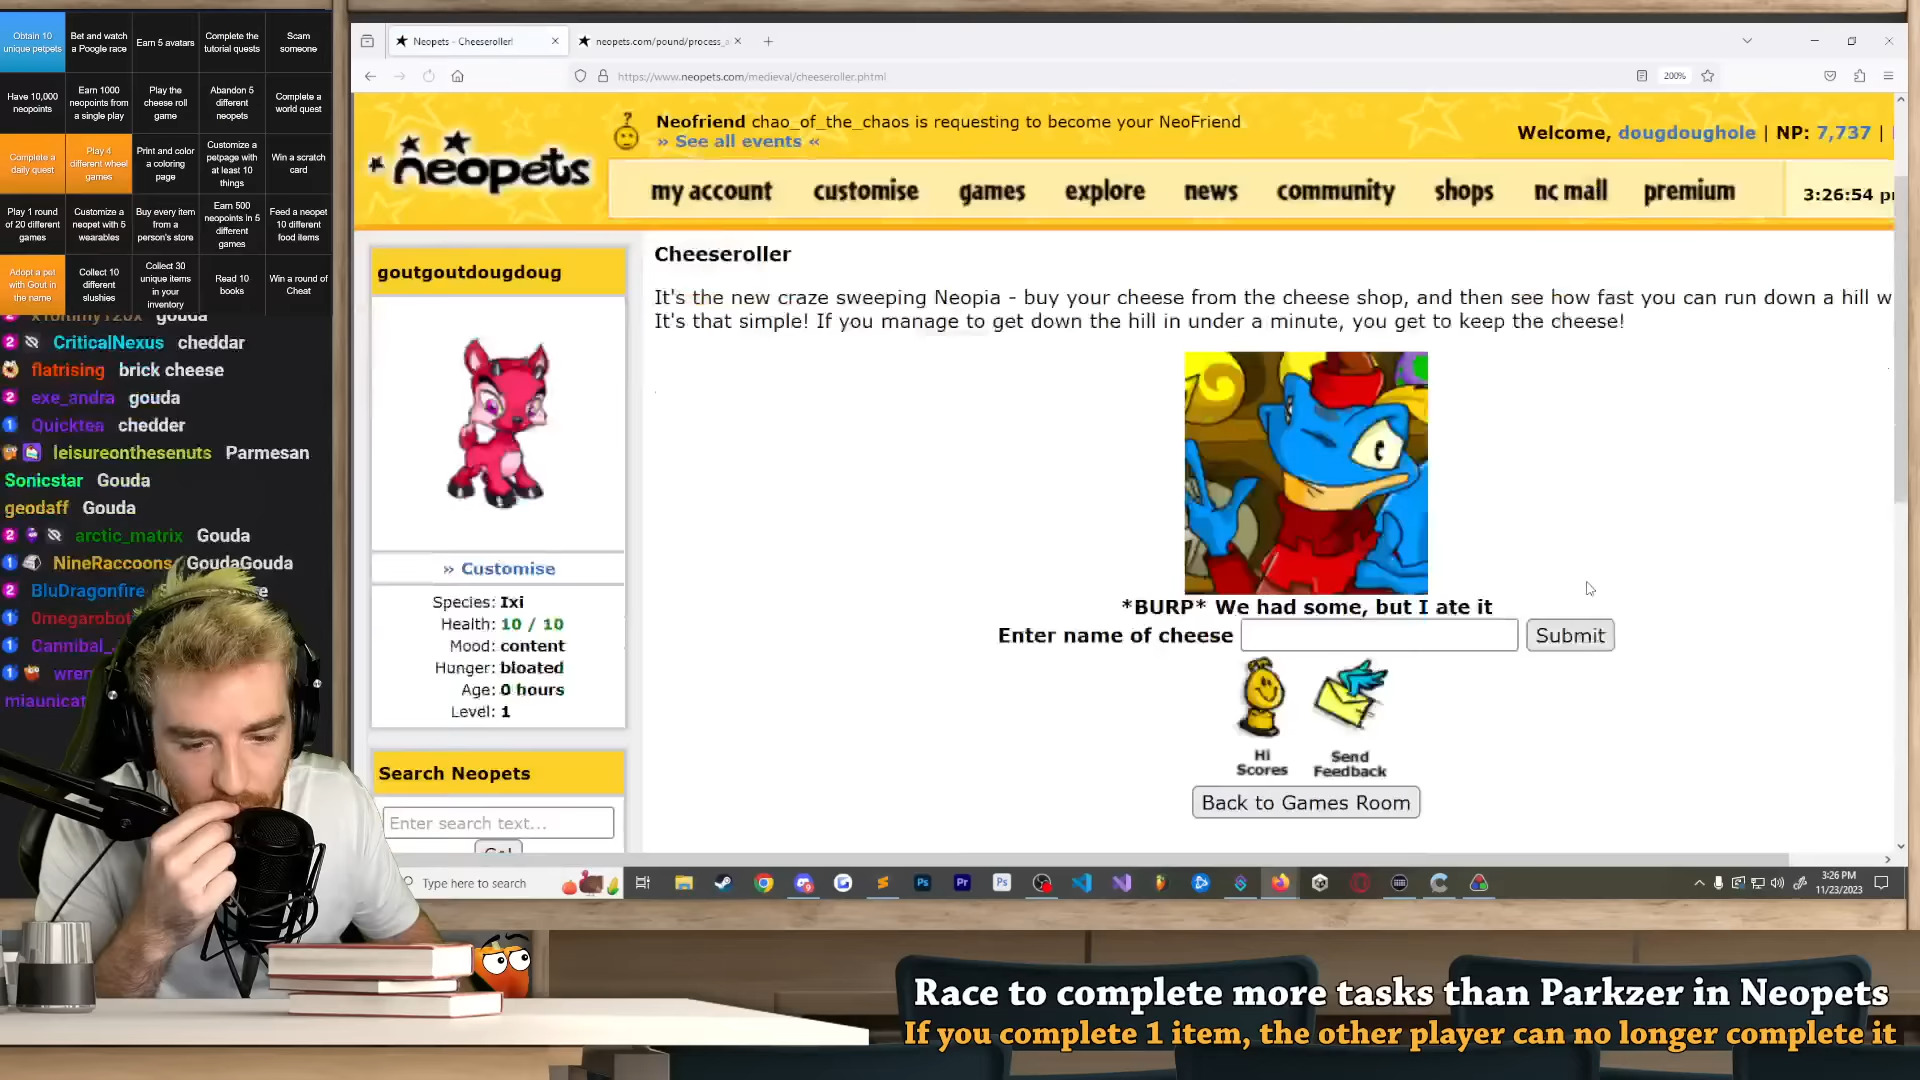 Obtain 10
unique petpets
Bet and watch
a Poogle race
Earn 5 avatars
Complete the
tutorial quests
Scam
someone
Have 10,000
neopoints
Earn 1000
neopoints from
a single play
Play the
cheese roll
game
Abandon 5
different
neopets
Complete a
world quest
Complete a
daily quest
Play 4
different wheel
games
Print and color
a coloring
page
Customize a
petpage with
at least 10
things
Win a scratch
card
Play 1 round
of 20 different
games
Customize a
neopet with 5
wearables
Buy every item
from a
person's store
Earn 500
neopoints in 5
different
games
Feed a neopet
10 different
food items
Adopt a pet
with Gout in
the name
Collect 10
different
slushies
Collect 30
unique items
in your
inventory
Read 10
books
Win a round of
Cheat
gouda
CriticalNexus cheddar
flatrising brick cheese
exe_andra gouda
Quicktea chedder
leisureonthesenuts Parmesan
Sonicstar Gouda
geodaff Gouda
arctic_matrix Gouda
NineRaccoons GoudaGouda
BluDragonfire
0megarobot
Cannibal_
wren
miaunicat
Neopets - Cheeseroller!
neopets.com/pound/process_
https://www.neopets.com/medieval/cheeseroller.phtml
200%
neopets
Neofriend chao_of_the_chaos is requesting to become your NeoFriend
» See all events «
Welcome, dougdoughole | NP: 7,737 |
my account
customise
games
explore
news
community
shops
nc mall
premium
3:26:54 p
goutgoutdougdoug
» Customise
Species: Ixi
Health: 10 / 10
Mood: content
Hunger: bloated
Age: 0 hours
Level: 1
Search Neopets
Enter search text...
Go!
Cheeseroller
It's the new craze sweeping Neopia - buy your cheese from the cheese shop, and then see how fast you can run down a hill w
It's that simple! If you manage to get down the hill in under a minute, you get to keep the cheese!
*BURP* We had some, but I ate it
Enter name of cheese
Submit
Hi
Scores
Send
Feedback
Back to Games Room
Type here to search
Ps
Pr
Ps
3:26 PM
11/23/2023
Race to complete more tasks than Parkzer in Neopets
If you complete 1 item, the other player can no longer complete it